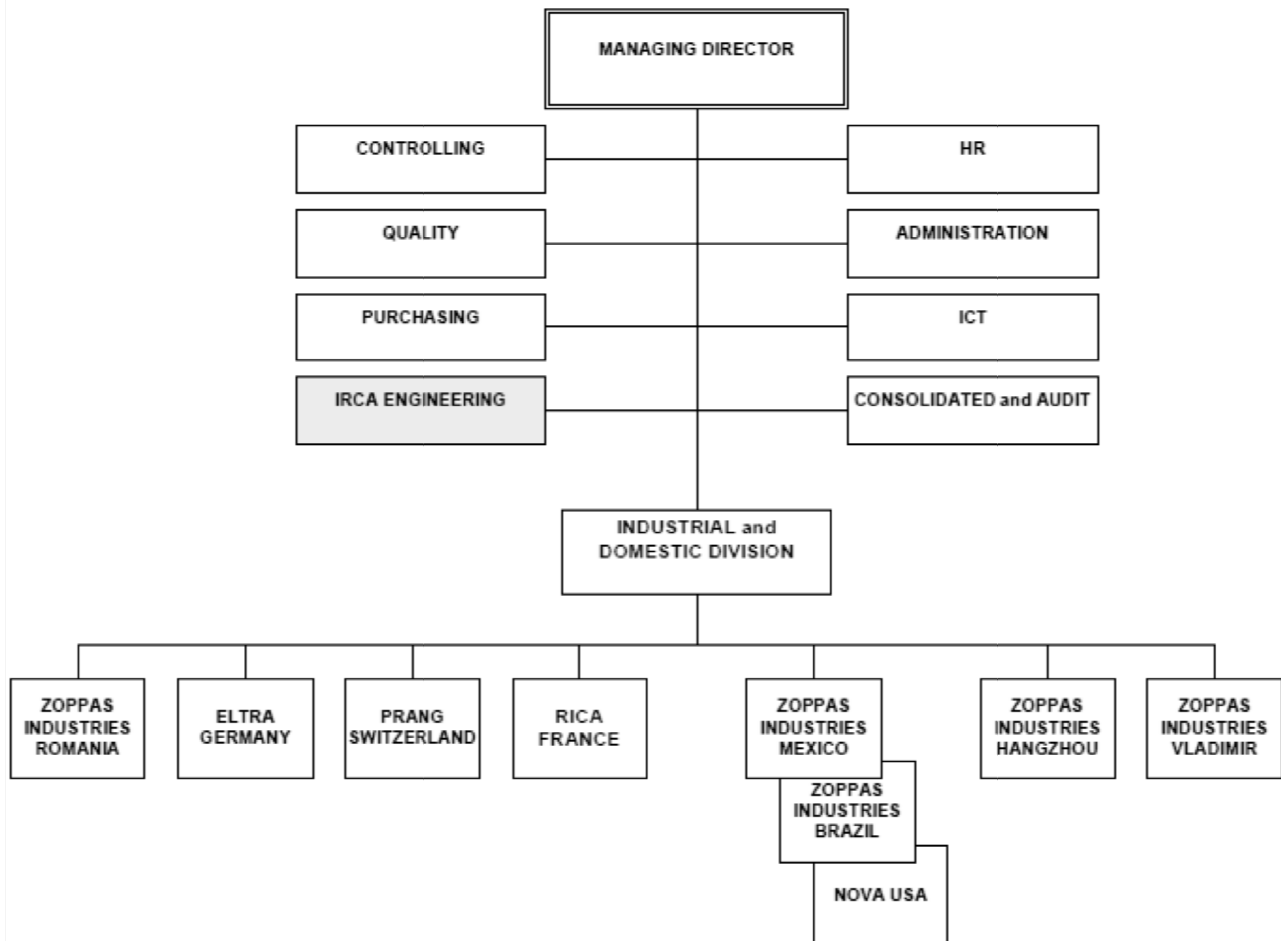 MANAGING DIRECTOR
CONTROLLING
HR
QUALITY
ADMINISTRATION
PURCHASING
ICT
IRCA ENGINEERING
CONSOLIDATED and AUDIT
INDUSTRIAL and
DOMESTIC DIVISION
ZOPPAS
INDUSTRIES
ROMANIA
ELTRA
GERMANY
PRANG
SWITZERLAND
RICA
FRANCE
ZOPPAS
INDUSTRIES
MEXICO
ZOPPAS
INDUSTRIES
BRAZIL
NOVA USA
ZOPPAS
INDUSTRIES
HANGZHOU
ZOPPAS
INDUSTRIES
VLADIMIR